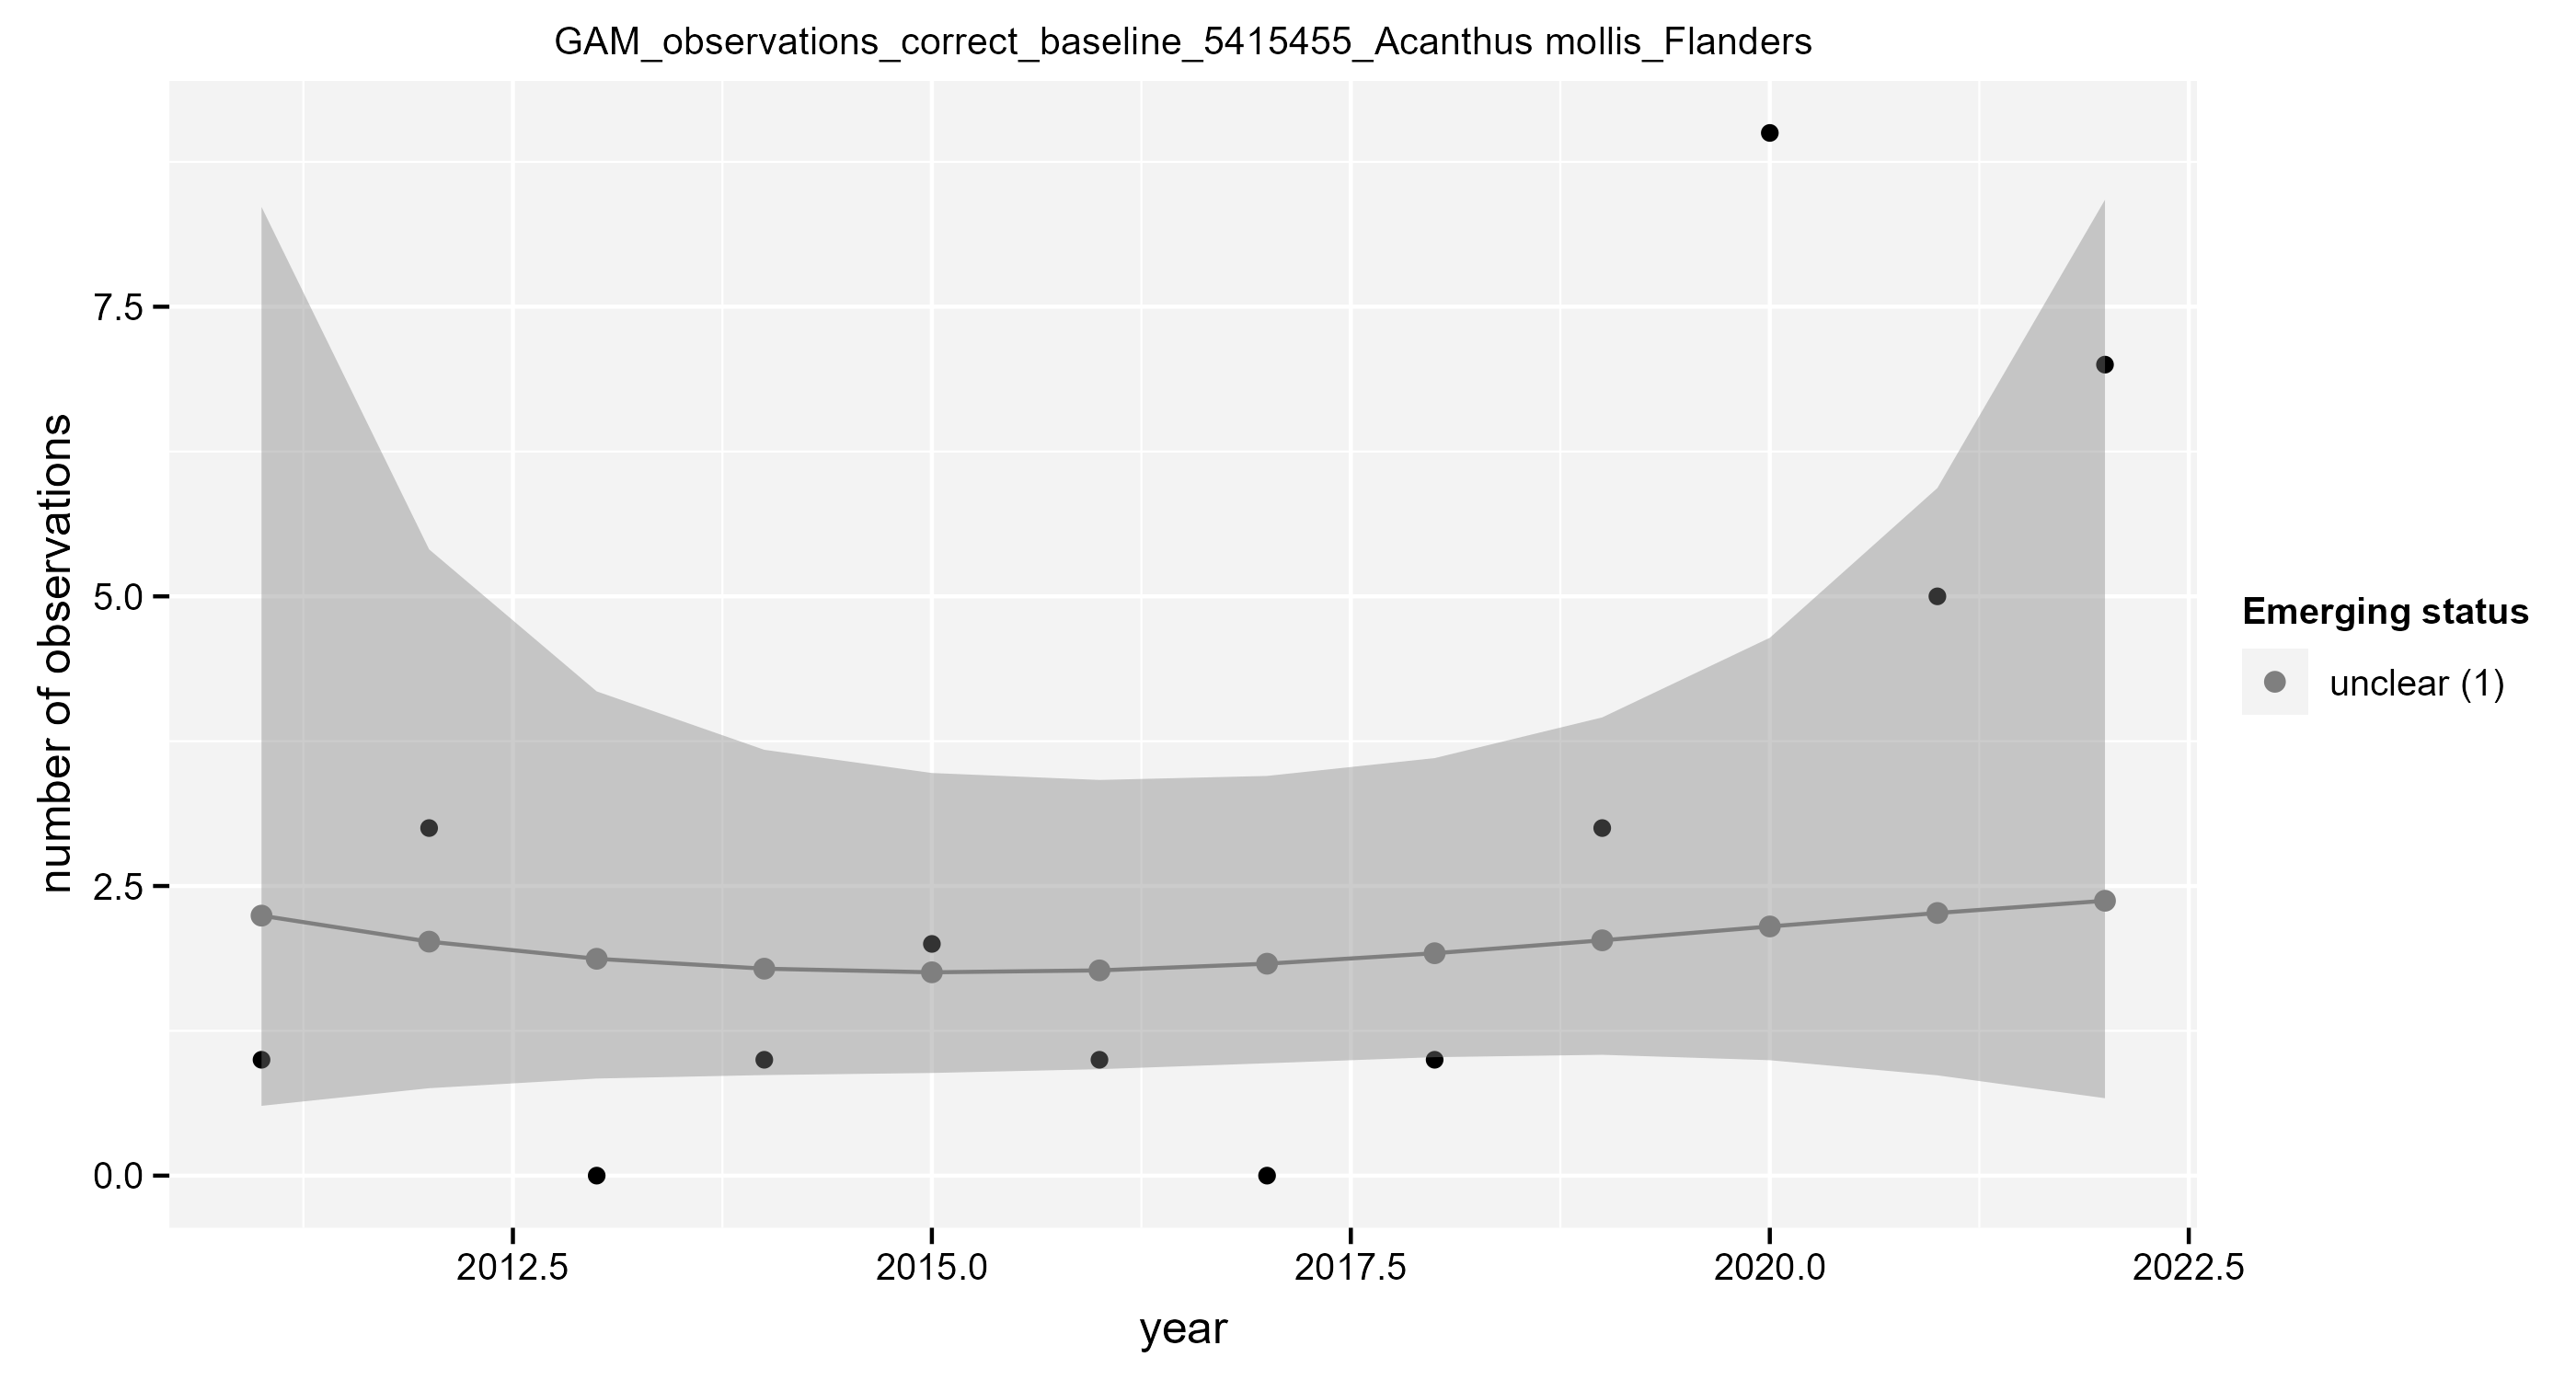 GAM_observations_correct_baseline_5415455_Acanthus mollis_Flanders
number of observations
7.5
5.0
2.5
0.0
2012.5
2015.0
2017.5
2020.0
2022.5
year
Emerging status
unclear (1)